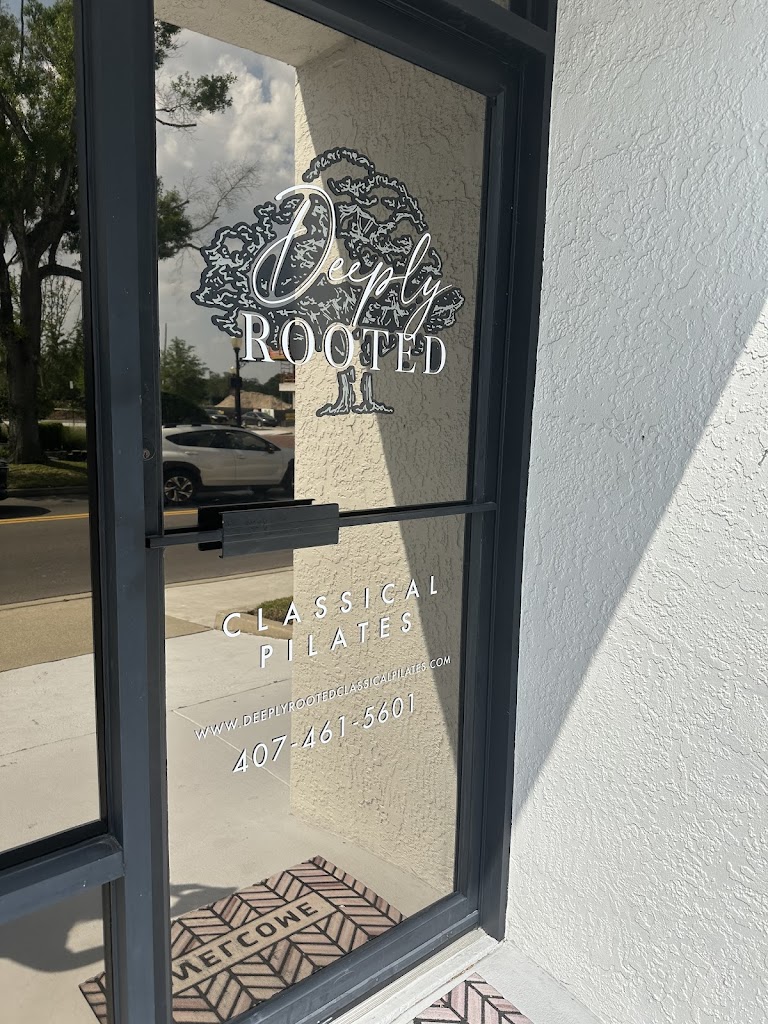 Deeply
ROOTED
CLASSICAL
PILATES
WWW.DEEPLYROOTEDCLASSICALPILATES.COM
407-461-5601
WELCOME